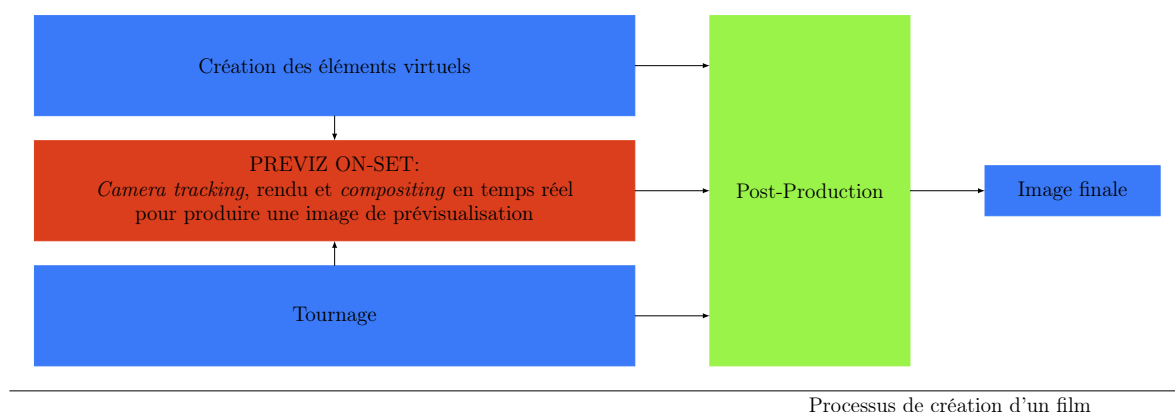 Création des éléments virtuels
PREVIZ ON-SET:
Camera tracking, rendu et compositing en temps réel
pour produire une image de prévisualisation
Tournage
Post-Production
Image finale
Processus de création d'un film